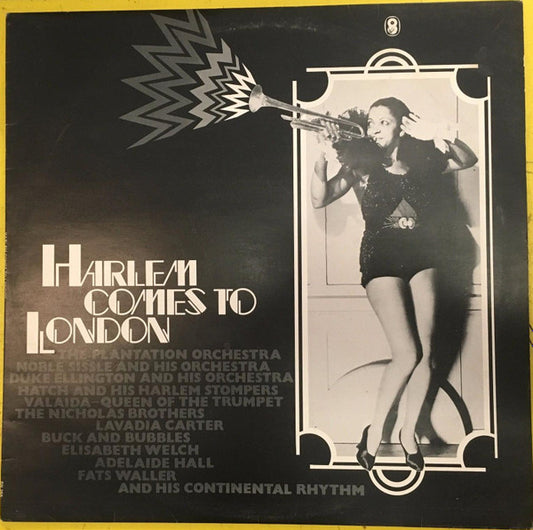 HARLEM
COMES TO
LONDON
THE PLANTATION ORCHESTRA
NOBLE SISSLE AND HIS ORCHESTRA
DUKE ELLINGTON AND HIS ORCHESTRA
HATCH AND HIS HARLEM STOMPERS
VALAIDA-QUEEN OF THE TRUMPET
THE NICHOLAS BROTHERS
LAVADIA CARTER
BUCK AND BUBBLES
ELISABETH WELCH
ADELAIDE HALL
FATS WALLER
AND HIS CONTINENTAL RHYTHM